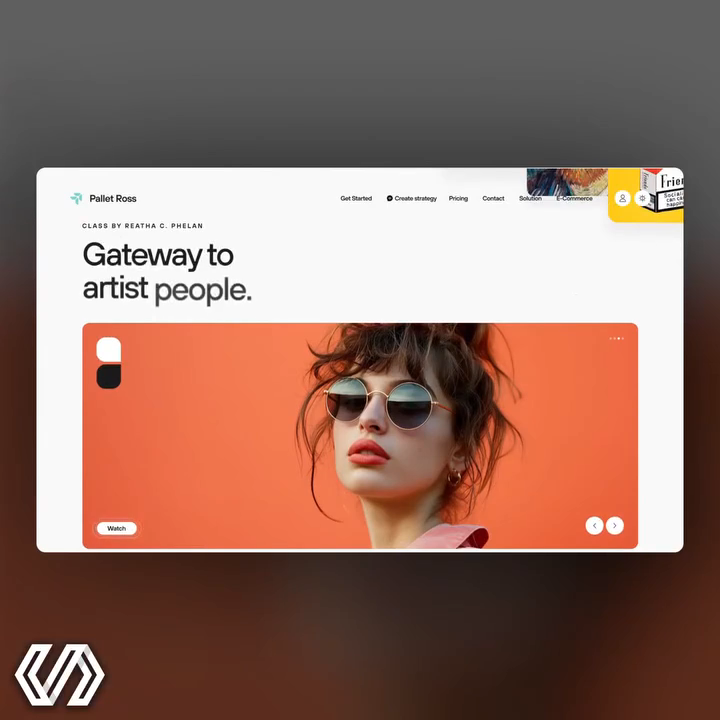 Pallet Ross
Get Started
Create strategy
Pricing
Contact
Solution
E-Commerce
CLASS BY REATHA C. PHELAN
Gateway to
artist people.
Watch